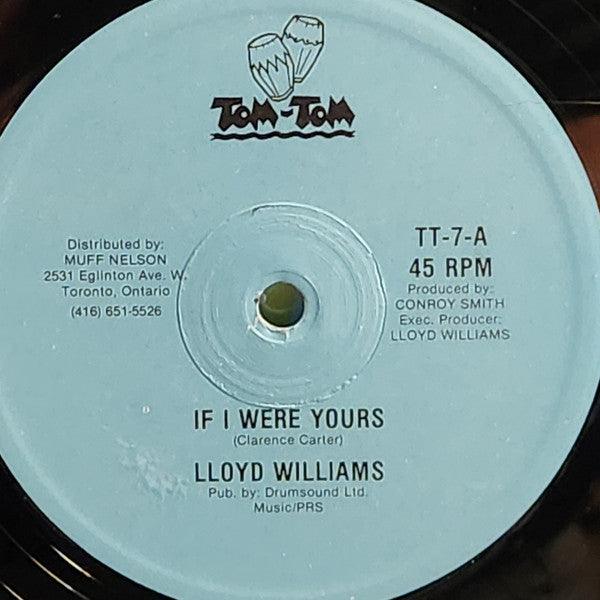 TOM-TOM
Distributed by:
MUFF NELSON
2531 Eglinton Ave. W.
Toronto, Ontario
(416) 651-5526
TT-7-A
45 RPM
Produced by:
CONROY SMITH
Exec. Producer:
LLOYD WILLIAMS
IF I WERE YOURS
(Clarence Carter)
LLOYD WILLIAMS
Pub. by: Drumsound Ltd.
Music/PRS